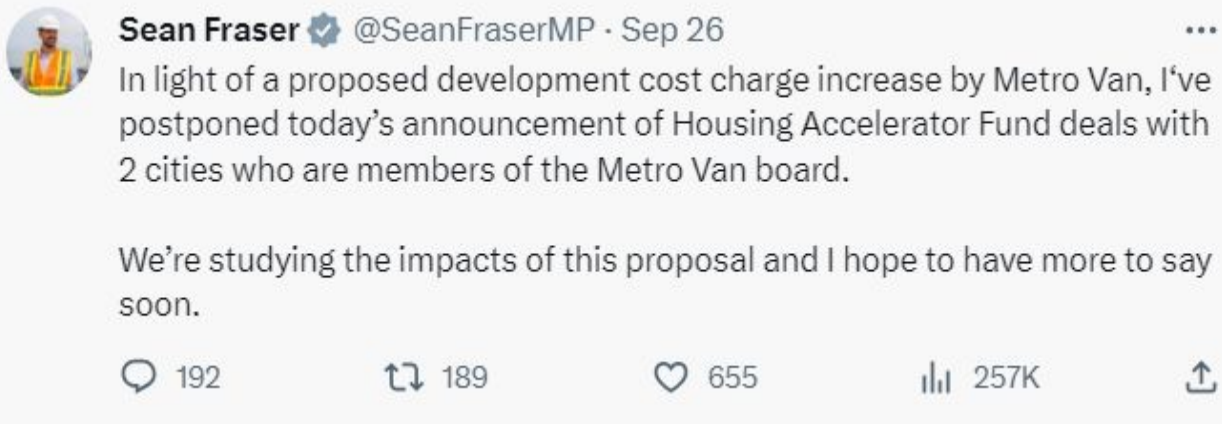 Sean Fraser @SeanFraserMP · Sep 26
In light of a proposed development cost charge increase by Metro Van, I‘ve
postponed today’s announcement of Housing Accelerator Fund deals with
2 cities who are members of the Metro Van board.
We’re studying the impacts of this proposal and I hope to have more to say
soon.
192 189 655 257K